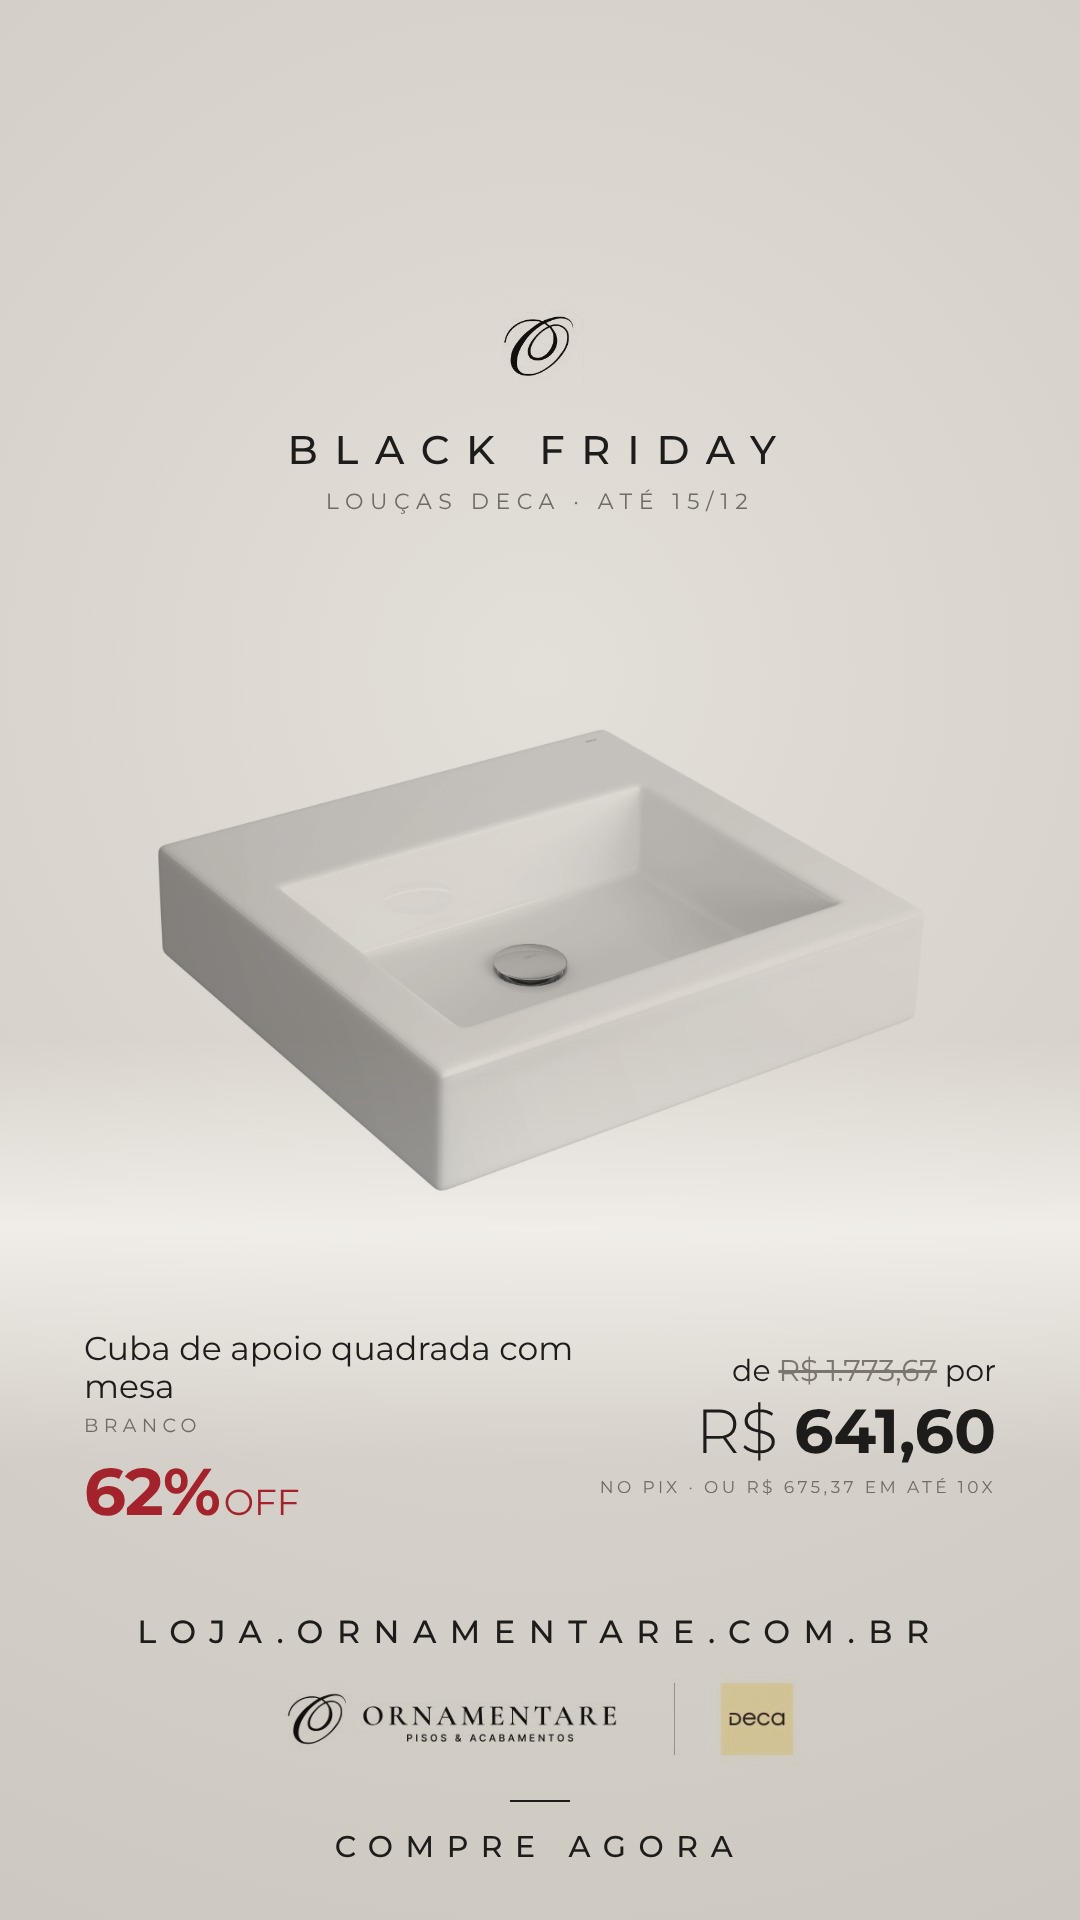 BLACK FRIDAY
LOUÇAS DECA · ATÉ 15/12
Cuba de apoio quadrada com
mesa
BRANCO
62% OFF
de R$ 1.773,67 por
R$ 641,60
NO PIX · OU R$ 675,37 EM ATÉ 10X
LOJA.ORNAMENTARE.COM.BR
ORNAMENTARE
PISOS & ACABAMENTOS
Deca
COMPRE AGORA